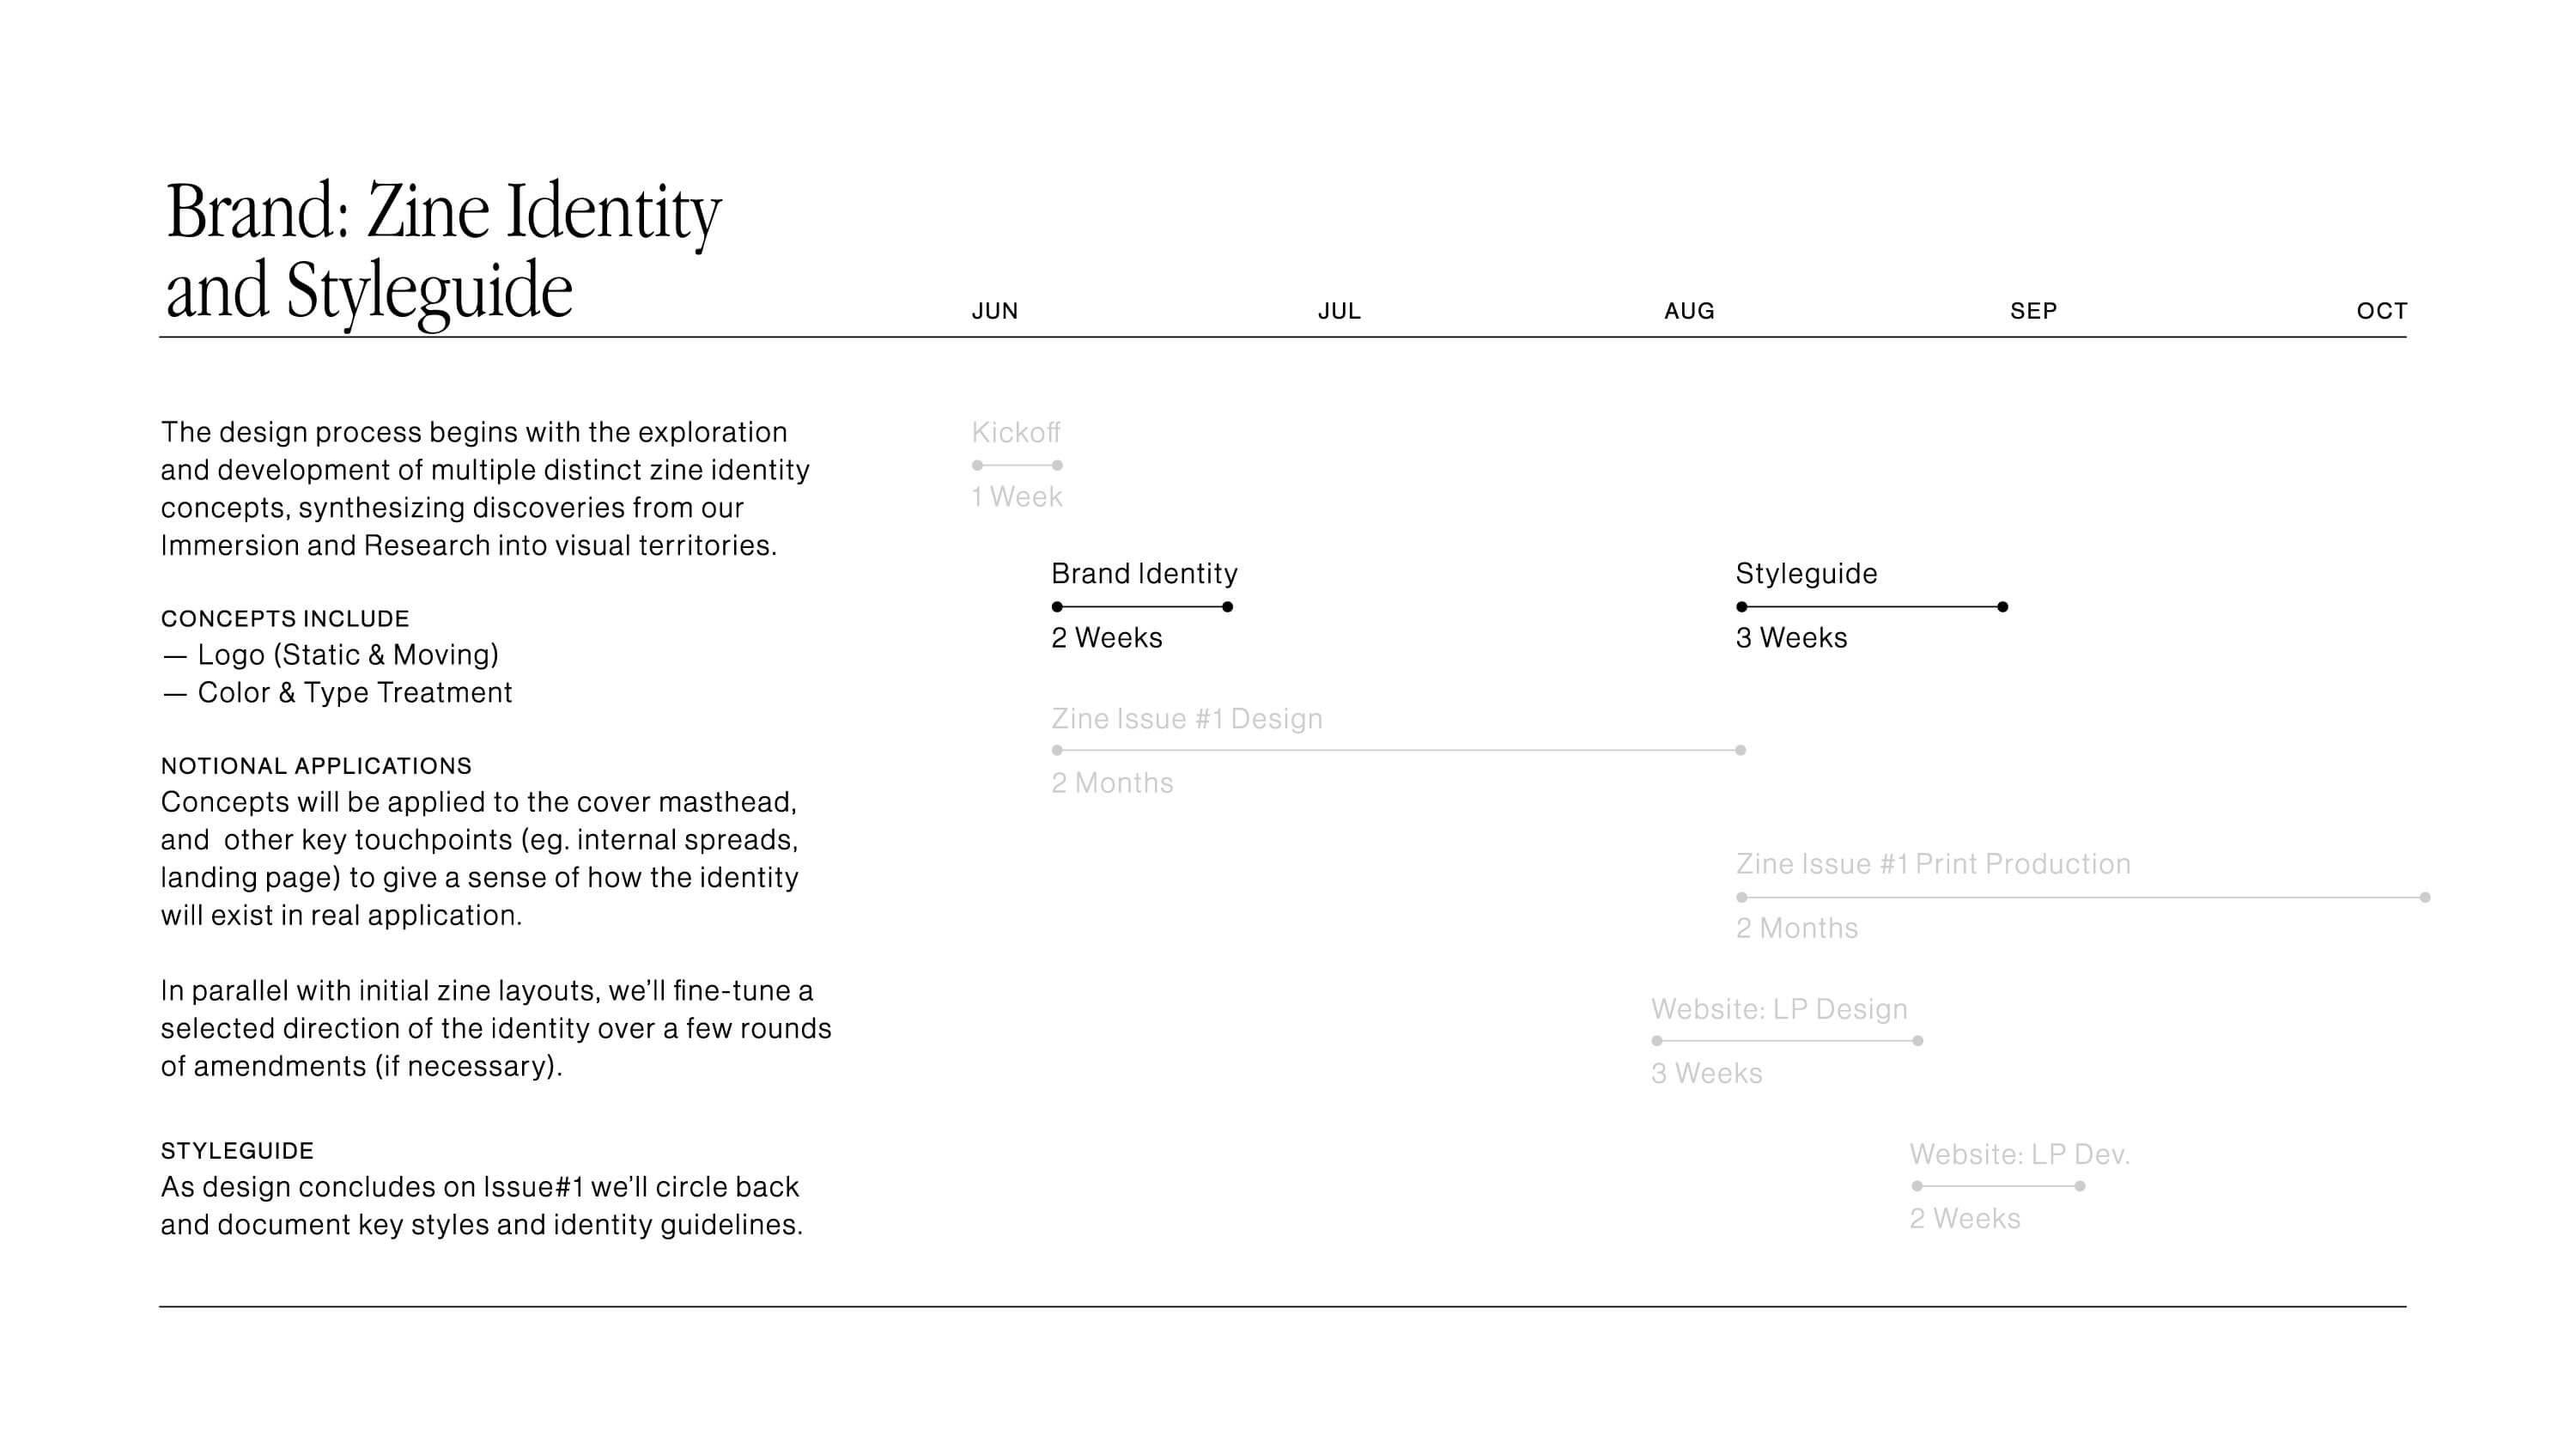 Brand: Zine Identity
and Styleguide
JUN JUL AUG SEP OCT
The design process begins with the exploration
and development of multiple distinct zine identity
concepts, synthesizing discoveries from our
Immersion and Research into visual territories.
CONCEPTS INCLUDE
— Logo (Static & Moving)
— Color & Type Treatment
NOTIONAL APPLICATIONS
Concepts will be applied to the cover masthead,
and  other key touchpoints (eg. internal spreads,
landing page) to give a sense of how the identity
will exist in real application.
In parallel with initial zine layouts, we’ll fine-tune a
selected direction of the identity over a few rounds
of amendments (if necessary).
STYLEGUIDE
As design concludes on Issue#1 we’ll circle back
and document key styles and identity guidelines.
Kickoff
1 Week
Brand Identity
2 Weeks
Styleguide
3 Weeks
Zine Issue #1 Design
2 Months
Zine Issue #1 Print Production
2 Months
Website: LP Design
3 Weeks
Website: LP Dev.
2 Weeks